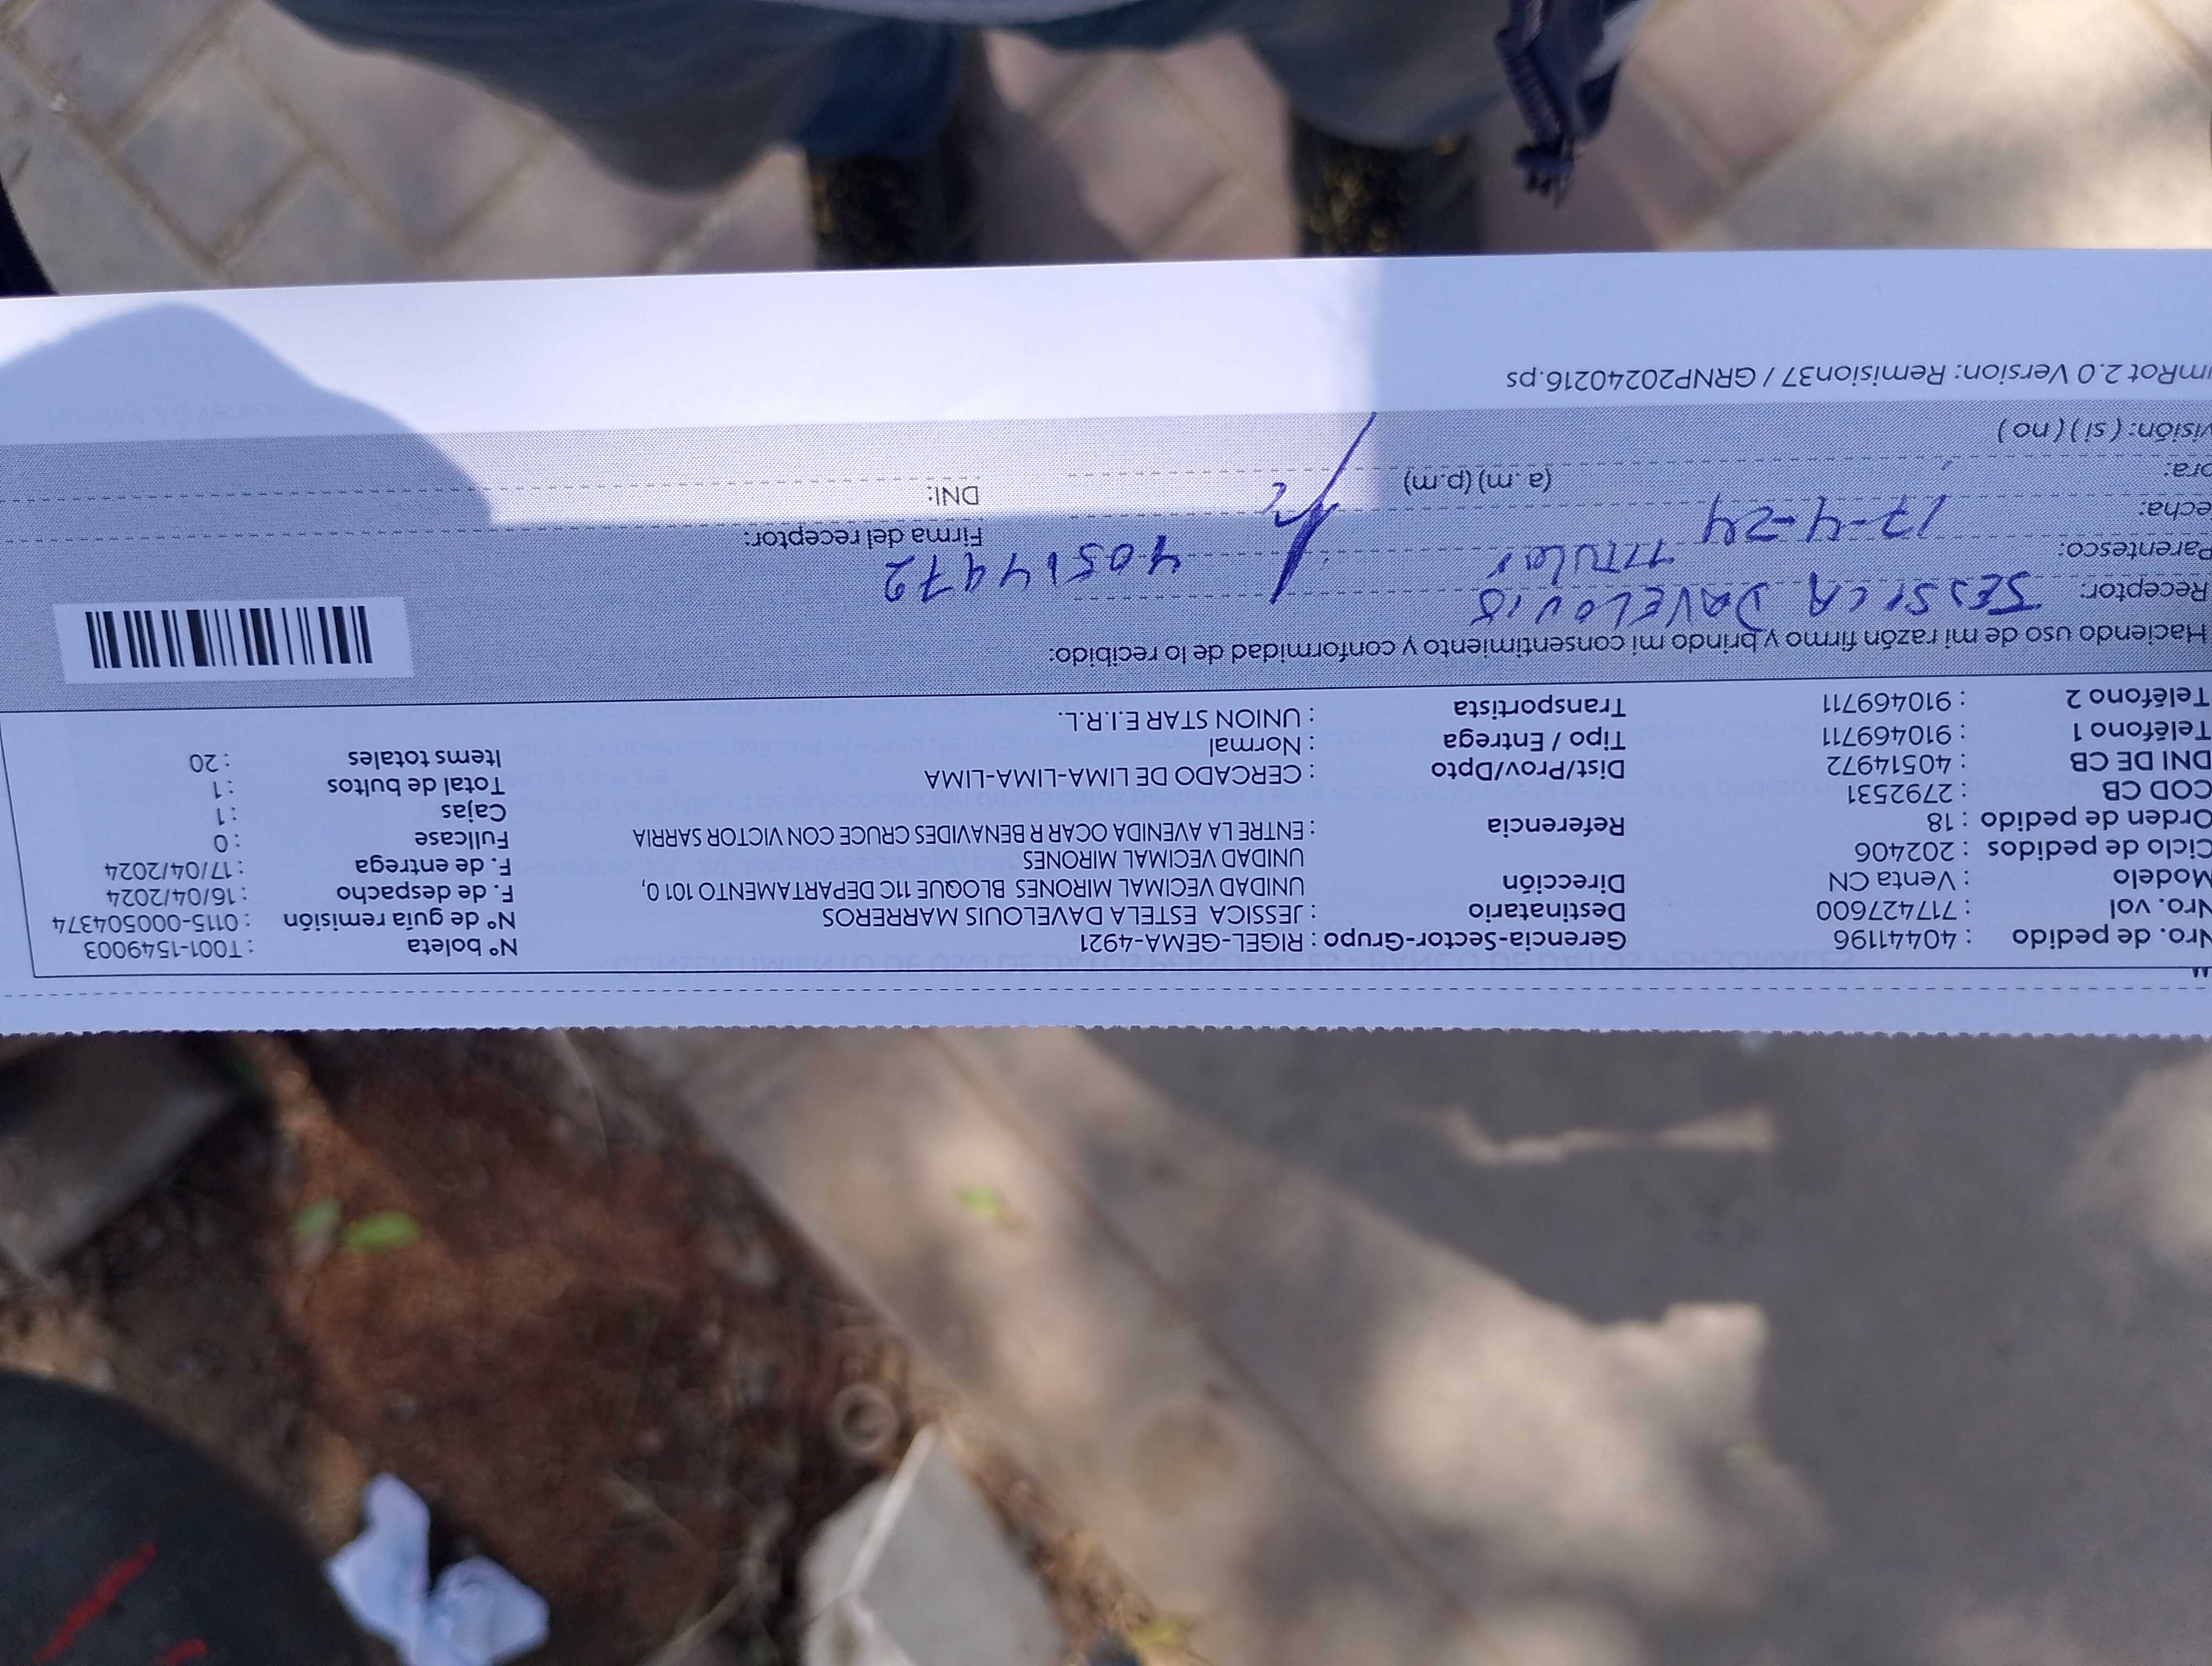 Nro. de pedido : 40441196 Gerencia-Sector-Grupo : RIGEL-GEMA-4921 N° boleta : T001-1549003
Nro. vol : 717427600 Destinatario : JESSICA ESTELA DAVELOUIS MARREROS N° de guía remisión : 0115-000504374
Modelo : Venta CN Dirección UNIDAD VECIMAL MIRONES BLOQUE 11C DEPARTAMENTO 101 0, F. de despacho : 16/04/2024
Ciclo de pedidos : 202406 UNIDAD VECIMAL MIRONES F. de entrega : 17/04/2024
Orden de pedido : 18 Referencia : ENTRE LA AVENIDA OCAR R BENAVIDES CRUCE CON VICTOR SARRIA Fullcase : 0
COD CB : 2792531 Cajas : 1
DNI DE CB : 40514972 Dist/Prov/Dpto : CERCADO DE LIMA-LIMA-LIMA Total de bultos : 1
Teléfono 1 : 910469711 Tipo / Entrega : Normal Items totales : 20
Teléfono 2 : 910469711 Transportista : UNION STAR E.I.R.L.
Haciendo uso de mi razón firmo y brindo mi consentimiento y conformidad de lo recibido:
Receptor: JESSICA DAVELOUIS
Parentesco: TITULAR 40514972 Firma del receptor:
echa: 17-4-24 DNI:
ora: (a.m) (p.m)
visión: ( si ) ( no )
mRot 2.0 Version: Remision37 / GRNP20240216.ps